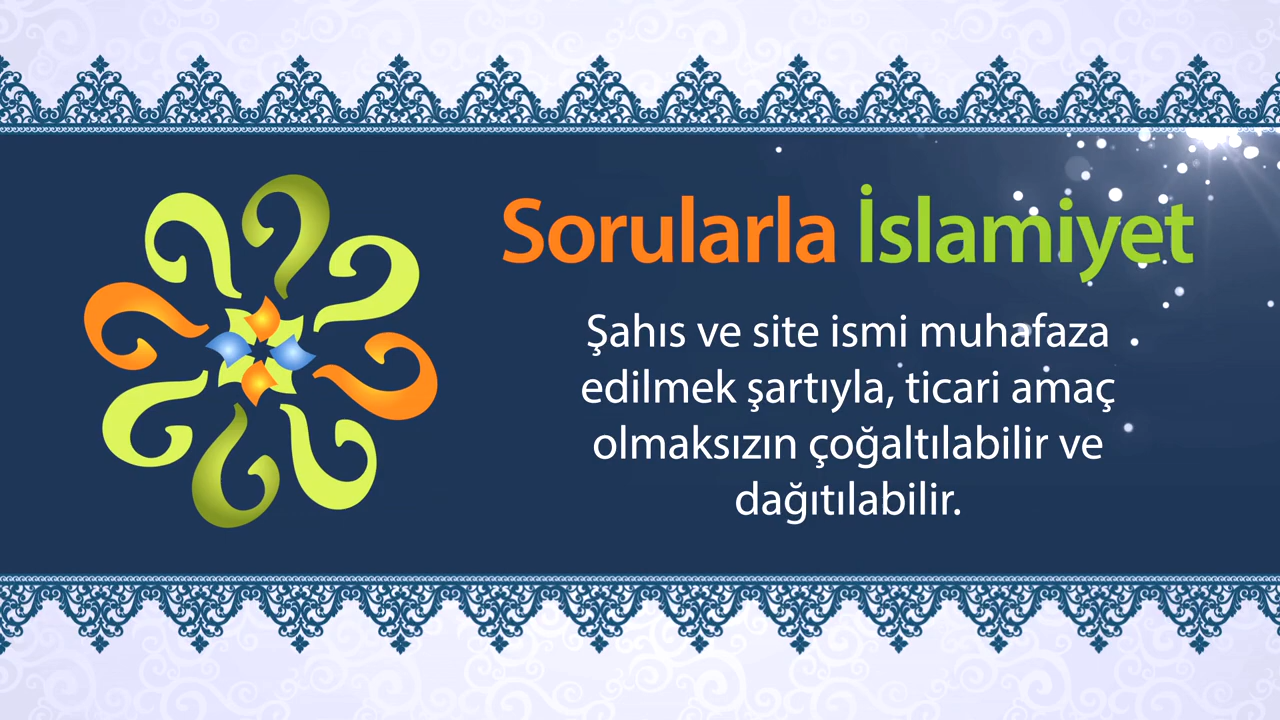 Sorularla İslamiyet
Şahıs ve site ismi muhafaza
edilmek şartıyla, ticari amaç
olmaksızın çoğaltılabilir ve
dağıtılabilir.